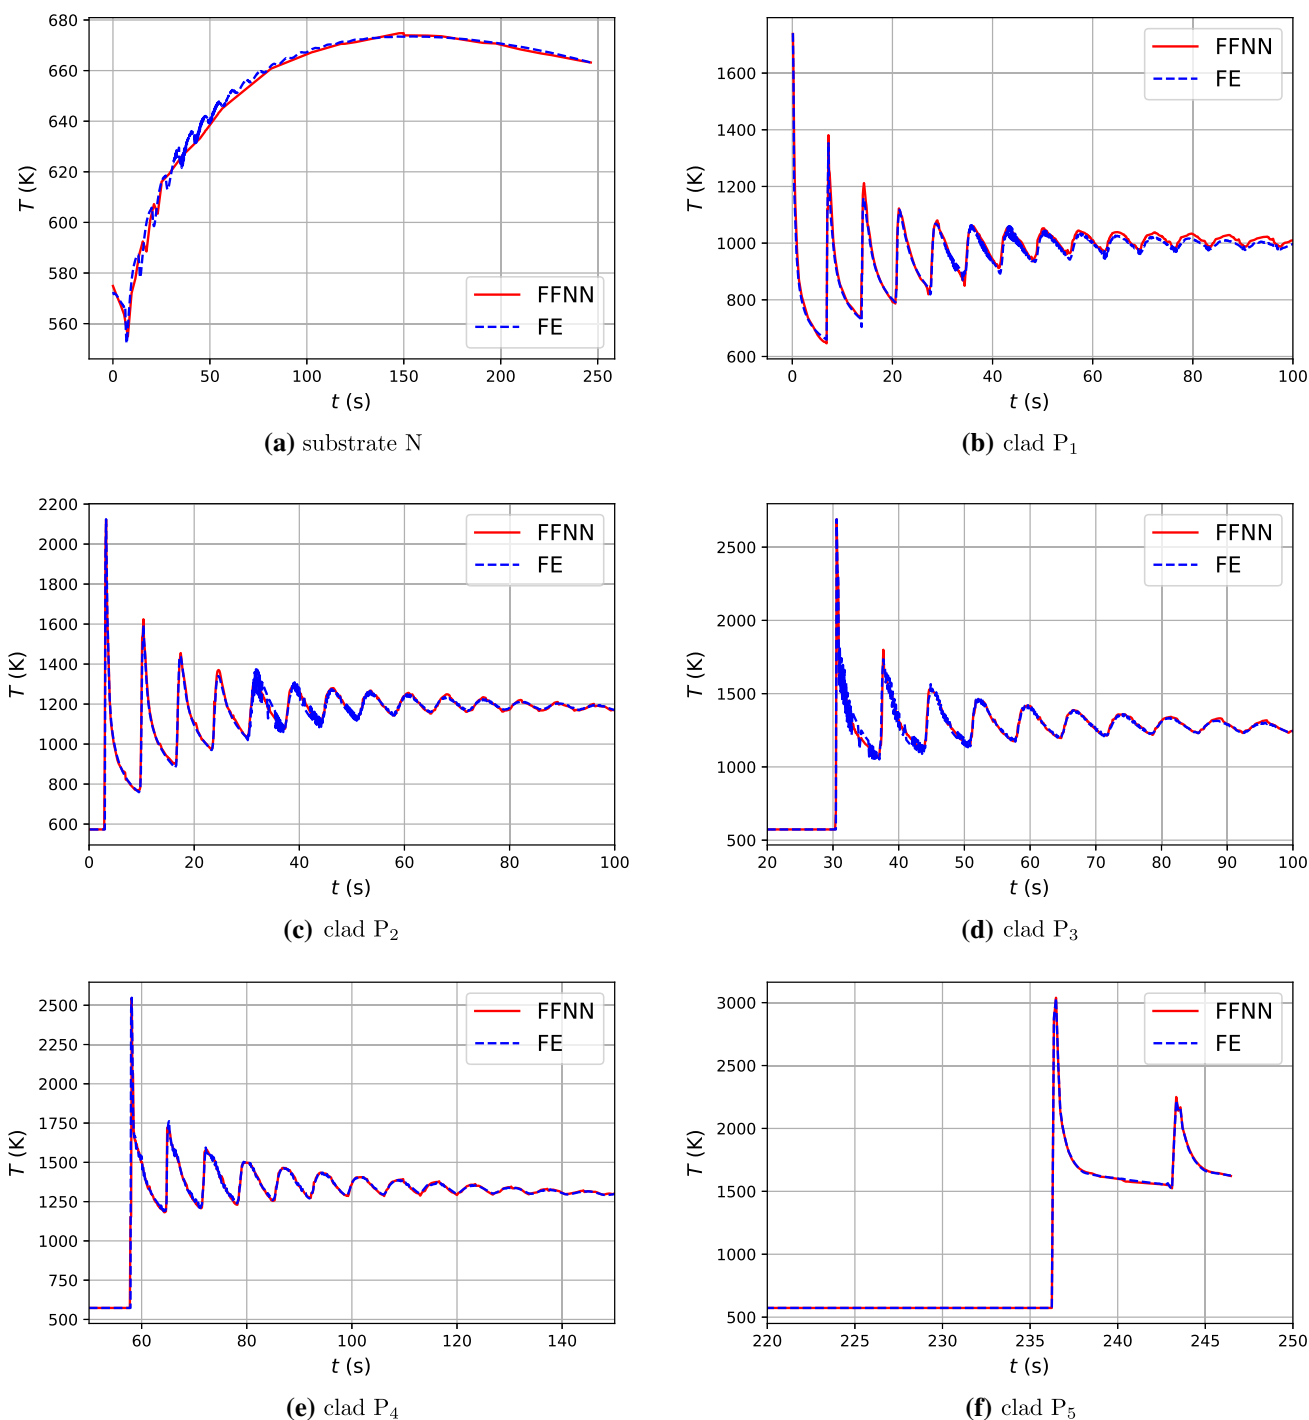 680
660
640
620
600
580
560
T (K)
FFNN
FE
0
50
100
150
200
250
t (s)
(a) substrate N
1600
1400
1200
1000
800
600
T (K)
FFNN
FE
0
20
40
60
80
100
t (s)
(b) clad P1
2200
2000
1800
1600
1400
1200
1000
800
600
T (K)
FFNN
FE
0
20
40
60
80
100
t (s)
(c) clad P2
2500
2000
1500
1000
500
T (K)
FFNN
FE
20
30
40
50
60
70
80
90
100
t (s)
(d) clad P3
2500
2250
2000
1750
1500
1250
1000
750
500
T (K)
FFNN
FE
60
80
100
120
140
t (s)
(e) clad P4
3000
2500
2000
1500
1000
500
T (K)
FFNN
FE
220
225
230
235
240
245
250
t (s)
(f) clad P5